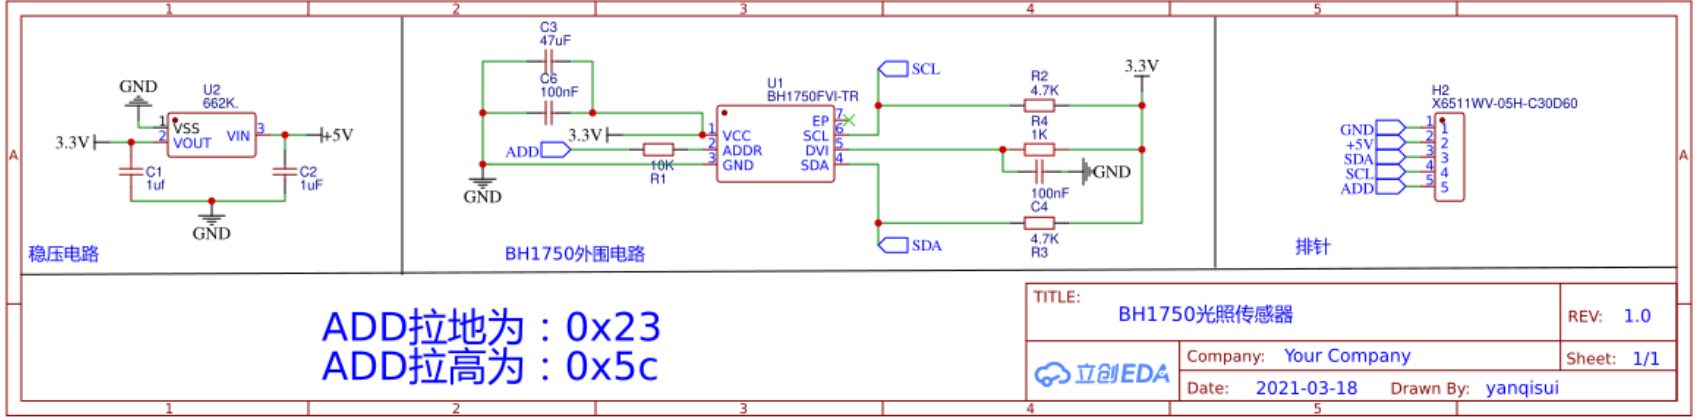 1 2 3 4 5
A
A
GND
U2
662K.
1 VSS
2 VOUT
VIN 3
3.3V
+5V
C1
1uf
C2
1uF
GND
稳压电路
C3
47uF
C6
100nF
3.3V
ADD
10K
R1
GND
U1
BH1750FVI-TR
1 VCC
2 ADDR
3 GND
EP 7
SCL 6
DVI 5
SDA 4
SCL
SDA
R2
4.7K
R4
1K
100nF
C4
GND
4.7K
R3
3.3V
BH1750外围电路
H2
X6511WV-05H-C30D60
GND 1 1
+5V 2 2
SDA 3 3
SCL 4 4
ADD 5 5
排针
ADD拉地为：0x23
ADD拉高为：0x5c
TITLE:
BH1750光照传感器
REV: 1.0
立创EDA
Company: Your Company
Sheet: 1/1
Date: 2021-03-18 Drawn By: yanqisui
1 2 3 4 5